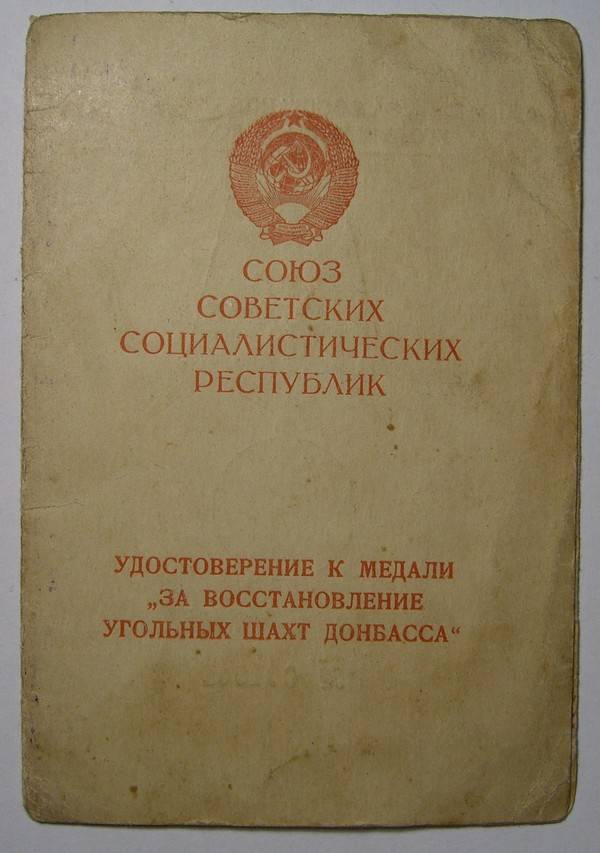 СОЮЗ
СОВЕТСКИХ
СОЦИАЛИСТИЧЕСКИХ
РЕСПУБЛИК
УДОСТОВЕРЕНИЕ К МЕДАЛИ
„ЗА ВОССТАНОВЛЕНИЕ
УГОЛЬНЫХ ШАХТ ДОНБАССА“